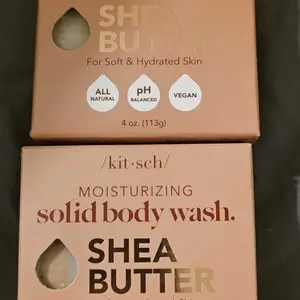 SHEA
BUTTER
For Soft & Hydrated Skin
ALL
NATURAL
pH
BALANCED
VEGAN
4 oz. (113g)
/kit•sch/
MOISTURIZING
solid body wash.
SHEA
BUTTER